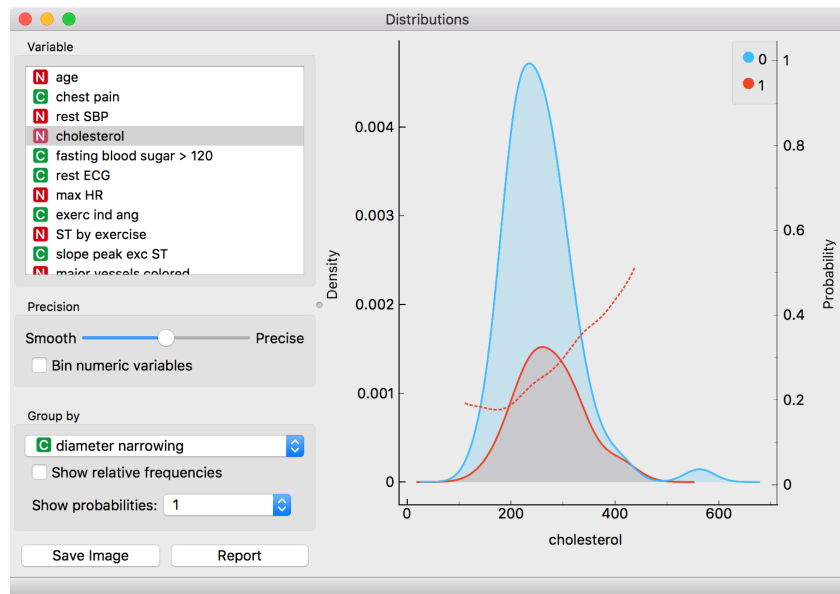 Distributions
Variable
N age
C chest pain
N rest SBP
N cholesterol
C fasting blood sugar > 120
C rest ECG
N max HR
C exerc ind ang
N ST by exercise
C slope peak exc ST
N major vessels colored
Precision
Smooth Precise
Bin numeric variables
Group by
C diameter narrowing
Show relative frequencies
Show probabilities: 1
Save Image Report
0
1
Density
0.004
0.003
0.002
0.001
0
0 200 400 600
cholesterol
1
0.8
0.6
0.4
0.2
0
Probability